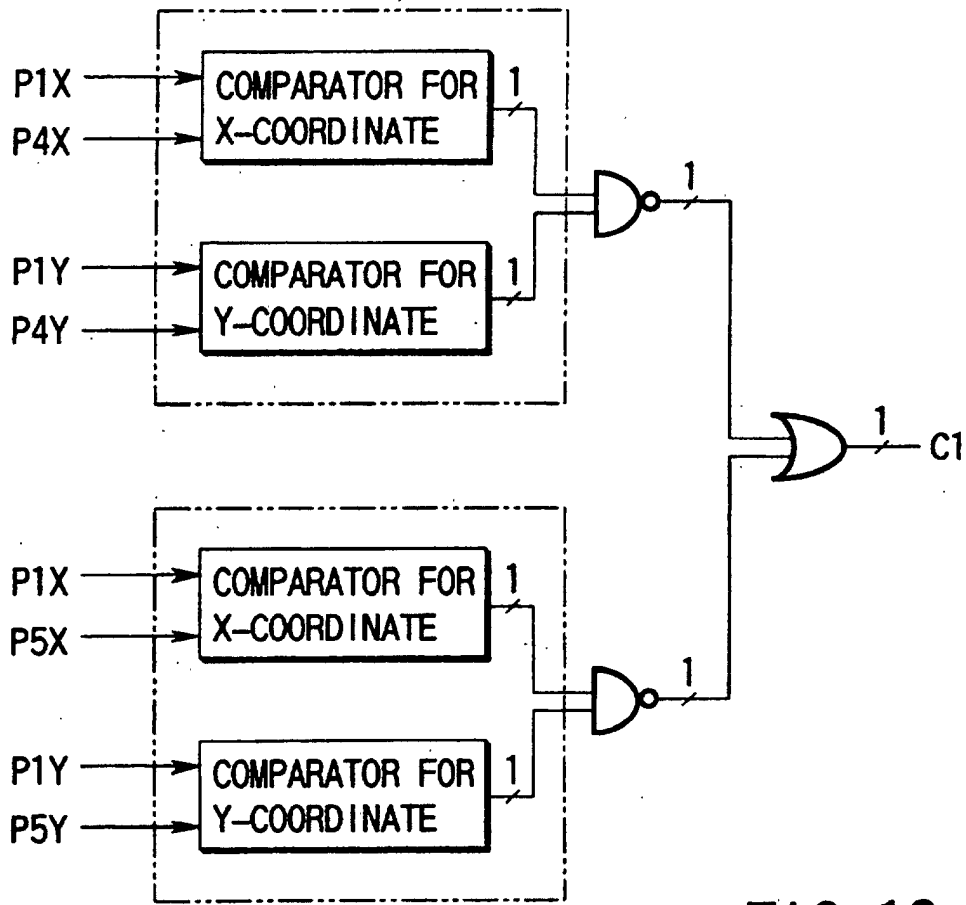 P1X
P4X
COMPARATOR FOR
X-COORDINATE
1
1
P1Y
P4Y
COMPARATOR FOR
Y-COORDINATE
1
1
C1
P1X
P5X
COMPARATOR FOR
X-COORDINATE
1
1
P1Y
P5Y
COMPARATOR FOR
Y-COORDINATE
1